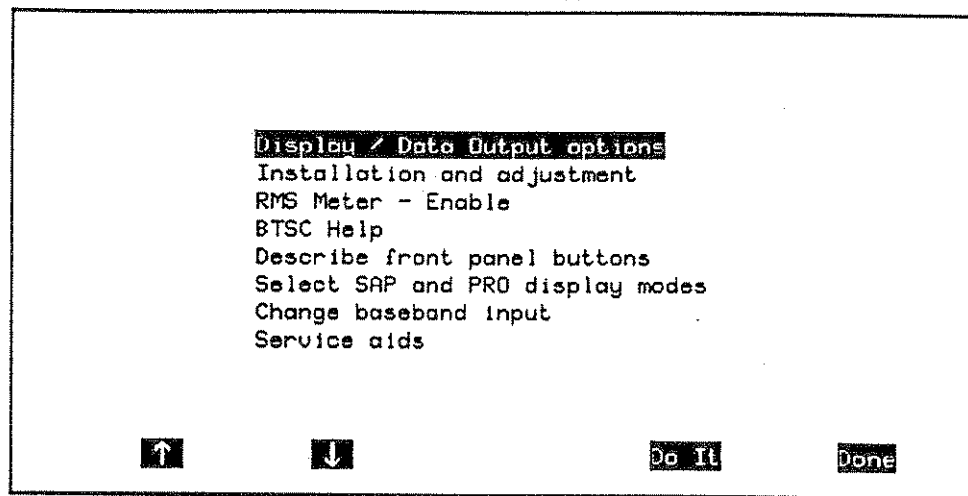 Display / Data Output options
Installation and adjustment
RMS Meter - Enable
BTSC Help
Describe front panel buttons
Select SAP and PRO display modes
Change baseband input
Service aids
↑ ↓ Do It Done